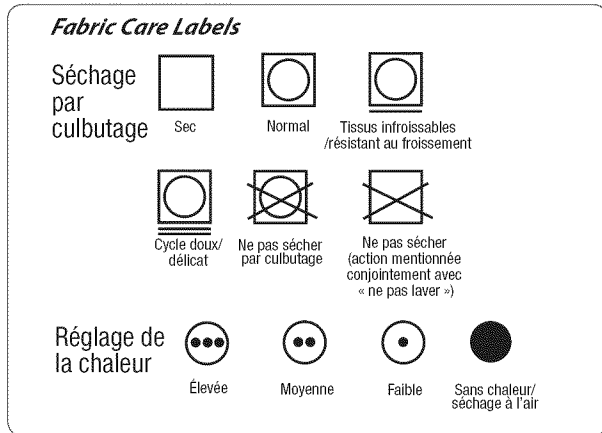 Fabric Care Labels
Séchage
par
culbutage
Sec
Normal
Tissus infroissables
/résistant au froissement
Cycle doux/
délicat
Ne pas sécher
par culbutage
Ne pas sécher
(action mentionnée
conjointement avec
« ne pas laver »)
Réglage de
la chaleur
Élevée
Moyenne
Faible
Sans chaleur/
séchage à l'air